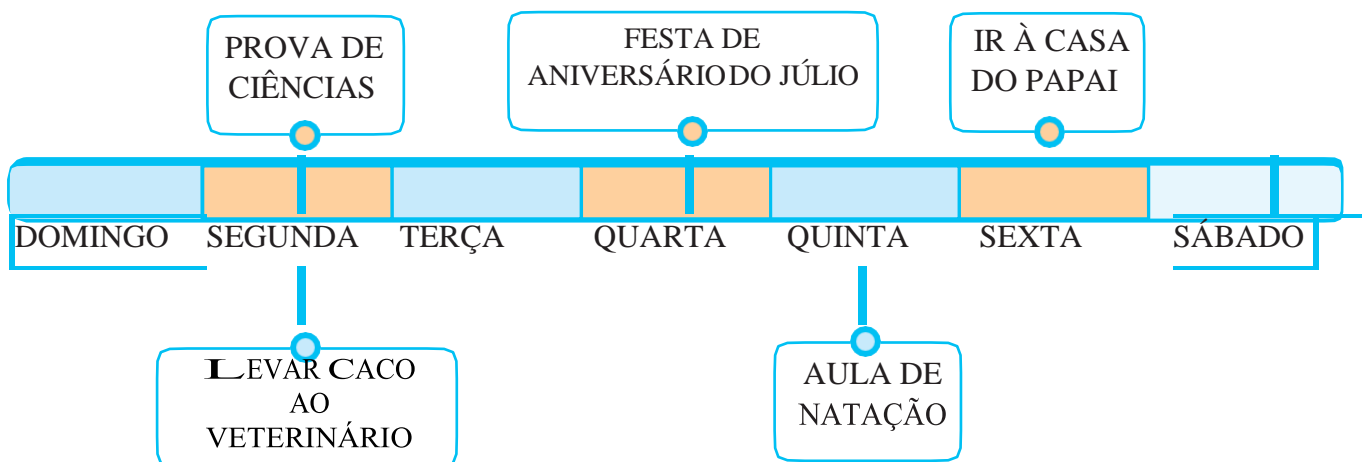 PROVA DE
CIÊNCIAS
FESTA DE
ANIVERSÁRIO DO JÚLIO
IR À CASA
DO PAPAI
DOMINGO SEGUNDA TERÇA QUARTA QUINTA SEXTA SÁBADO
LEVAR CACO
AO
VETERINÁRIO
AULA DE
NATAÇÃO